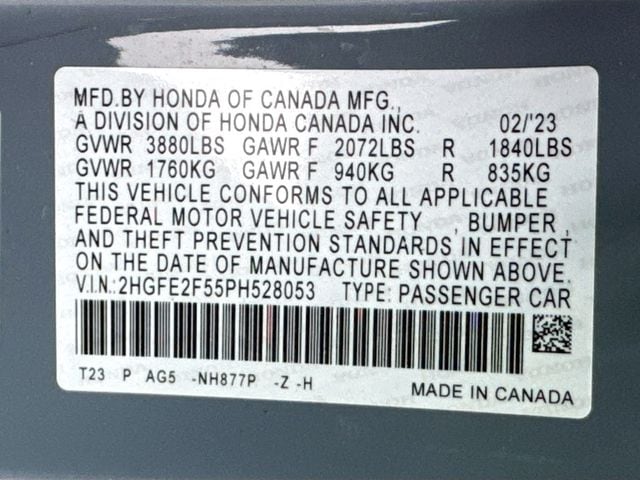 MFD.BY HONDA OF CANADA MFG.,
A DIVISION OF HONDA CANADA INC. 02/'23
GVWR 3880LBS GAWR F 2072LBS R 1840LBS
GVWR 1760KG GAWR F 940KG R 835KG
THIS VEHICLE CONFORMS TO ALL APPLICABLE
FEDERAL MOTOR VEHICLE SAFETY , BUMPER ,
AND THEFT PREVENTION STANDARDS IN EFFECT
ON THE DATE OF MANUFACTURE SHOWN ABOVE.
V.I.N.:2HGFE2F55PH528053 TYPE: PASSENGER CAR
T23 P AG5 -NH877P -Z -H
MADE IN CANADA